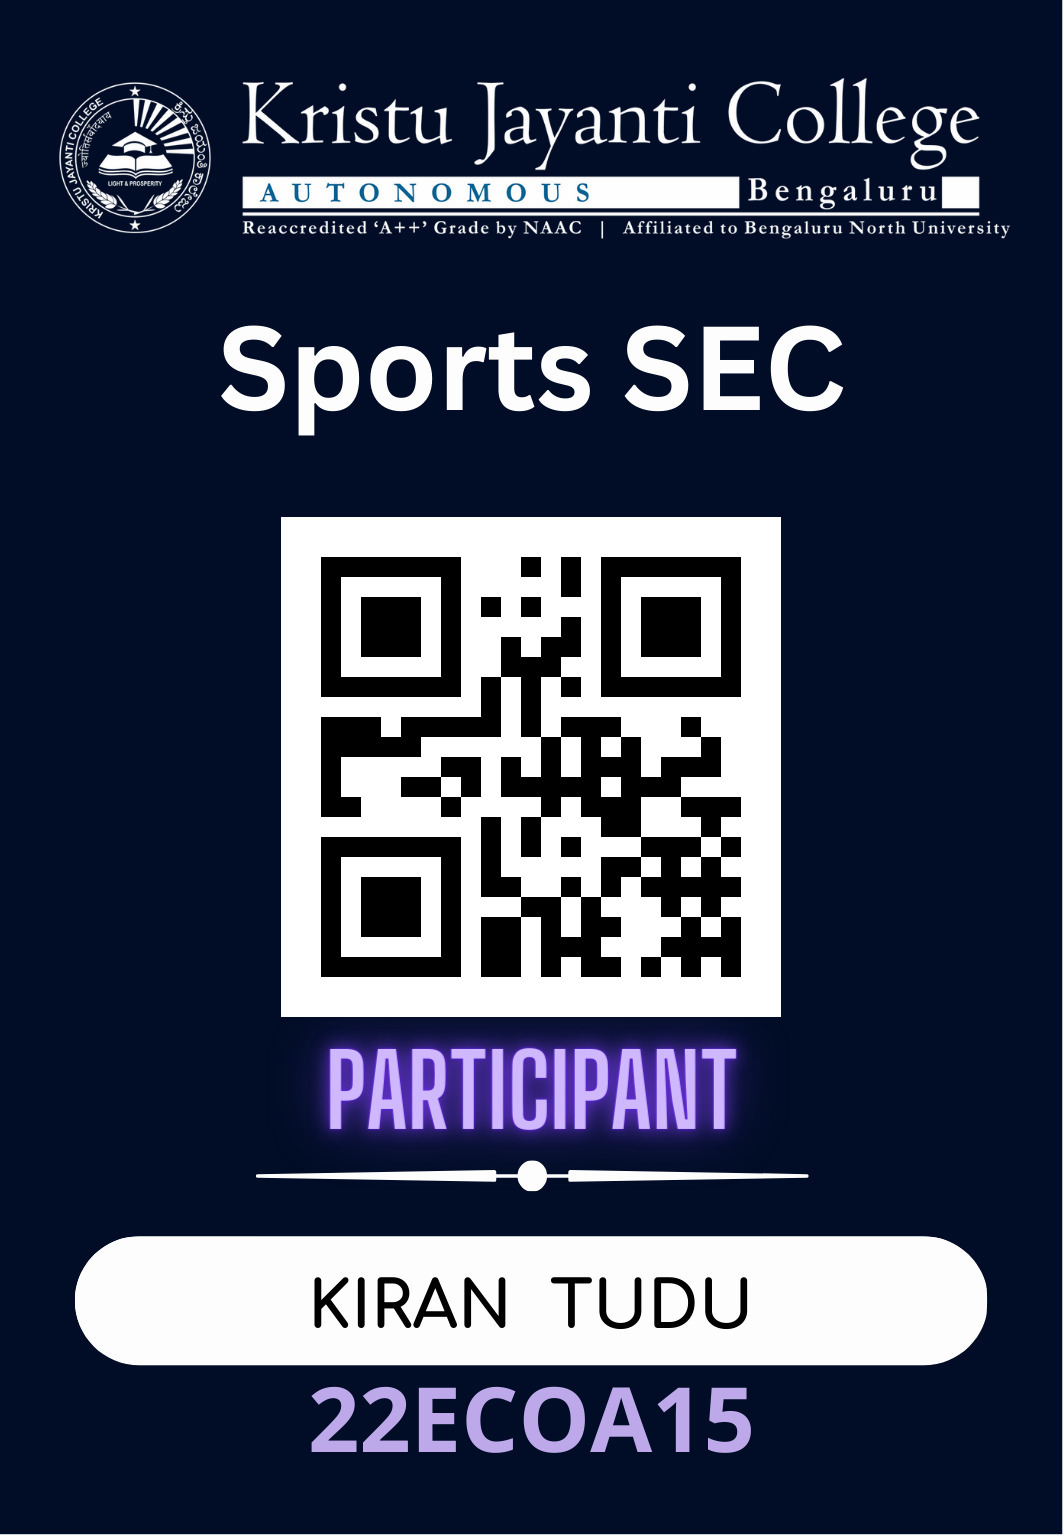 KRISTU JAYANTI COLLEGE
ಕ್ರಿಸ್ತು ಜಯಂತಿ ಕಾಲೇಜು
LIGHT & PROSPERITY
Kristu Jayanti College
AUTONOMOUS Bengaluru
Reaccredited ‘A++’ Grade by NAAC | Affiliated to Bengaluru North University
Sports SEC
PARTICIPANT
KIRAN TUDU
22ECOA15